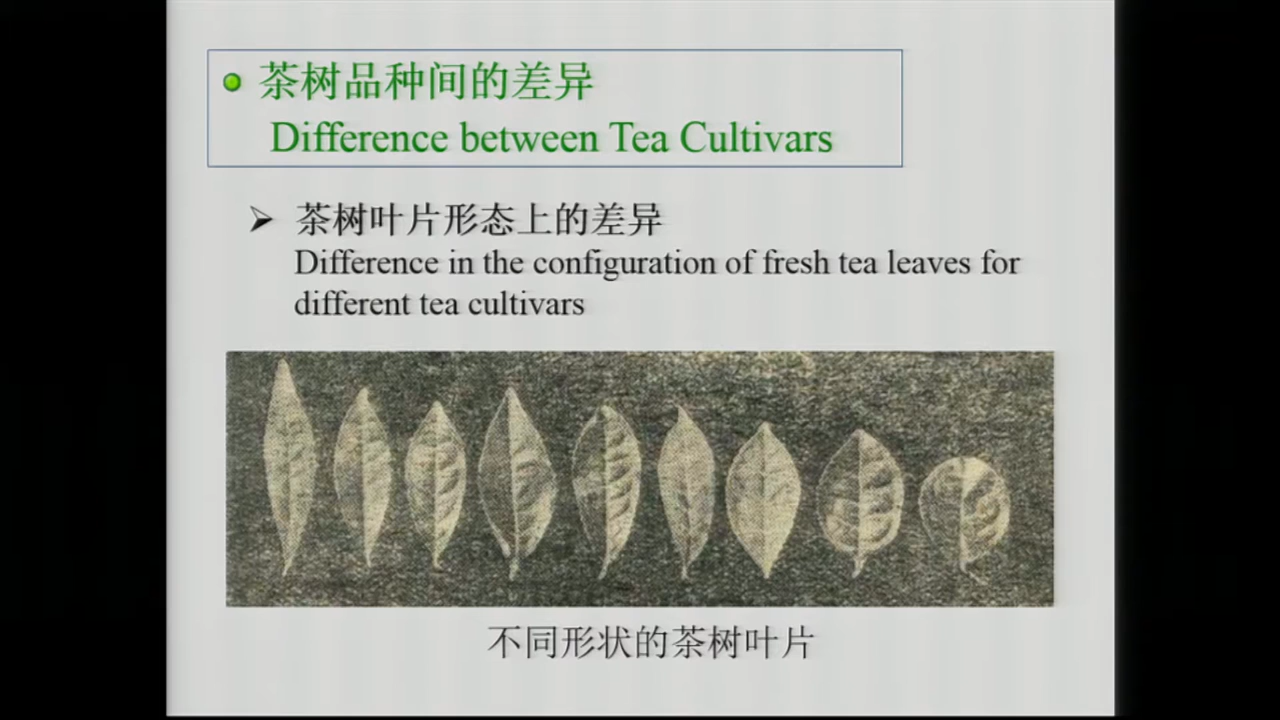 茶树品种间的差异
Difference between Tea Cultivars
茶树叶片形态上的差异
Difference in the configuration of fresh tea leaves for
different tea cultivars
不同形状的茶树叶片